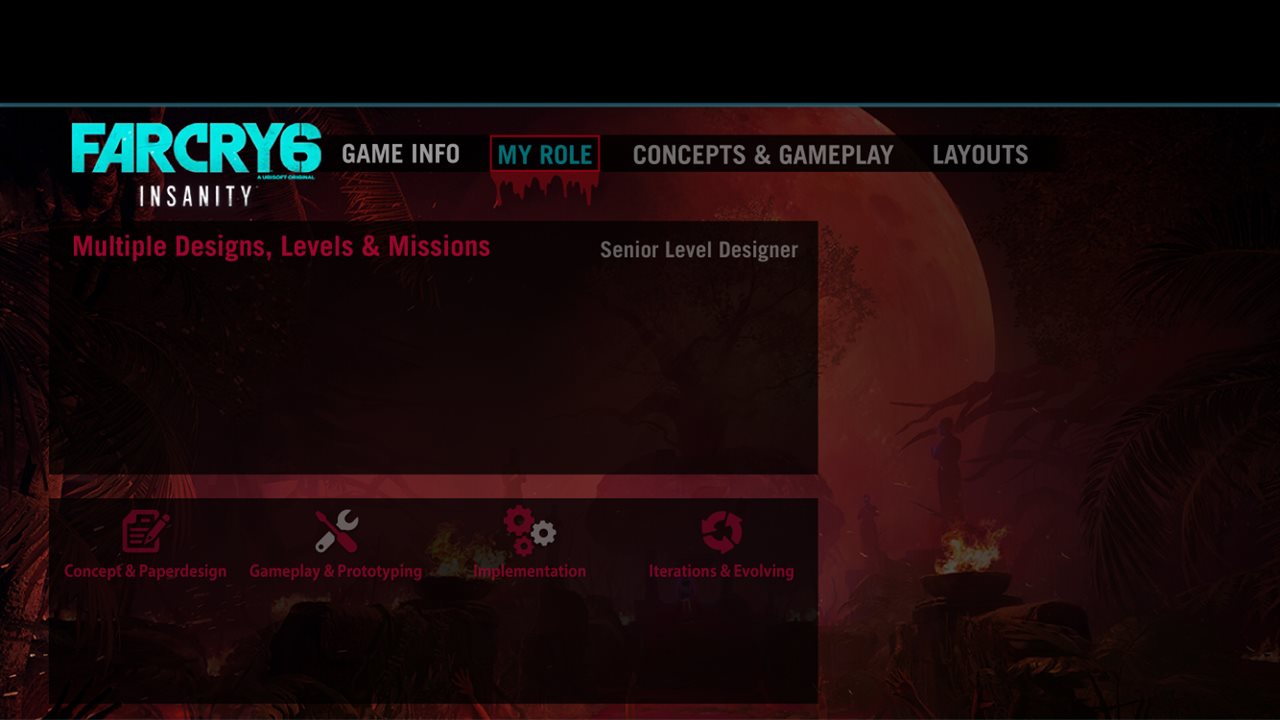 FARCRY6
A UBISOFT ORIGINAL
INSANITY
GAME INFO
MY ROLE
CONCEPTS & GAMEPLAY
LAYOUTS
Multiple Designs, Levels & Missions
Senior Level Designer
Concept & Paperdesign
Gameplay & Prototyping
Implementation
Iterations & Evolving